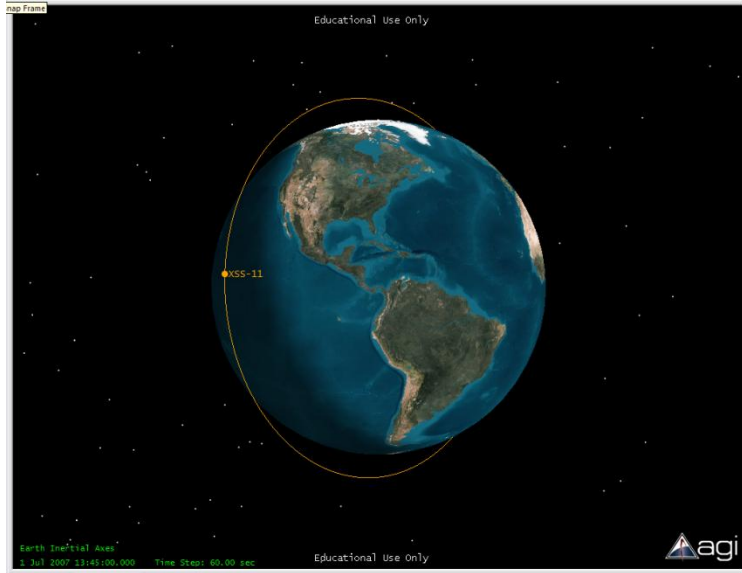 nap Frame
Educational Use Only
XSS-11
Earth Inertial Axes
1 Jul 2007 13:45:00.000 Time Step: 60.00 sec
Educational Use Only
agi